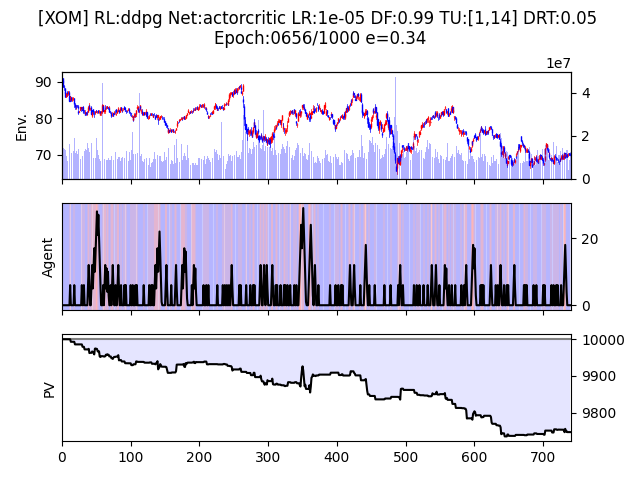 [XOM] RL:ddpg Net:actorcritic LR:1e-05 DF:0.99 TU:[1,14] DRT:0.05
Epoch:0656/1000 e=0.34
1e7
Env.
90
80
70
4
2
0
Agent
20
0
PV
10000
9900
9800
0 100 200 300 400 500 600 700